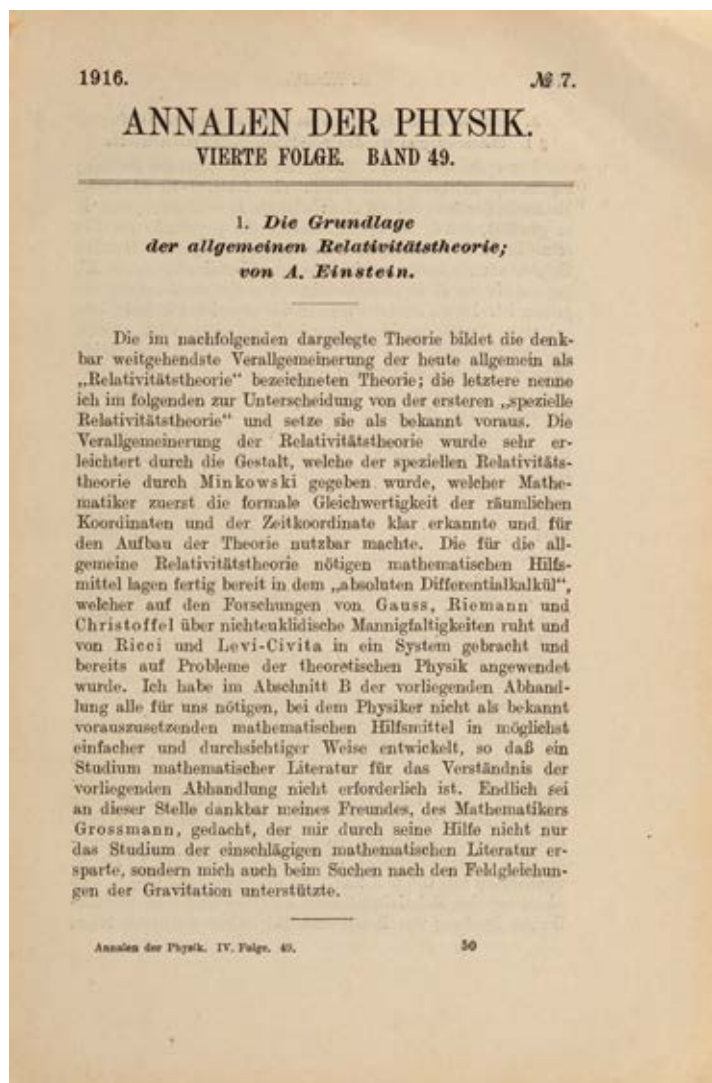 1916.
№ 7.
ANNALEN DER PHYSIK.
VIERTE FOLGE. BAND 49.
1. Die Grundlage
der allgemeinen Relativitätstheorie;
von A. Einstein.
Die im nachfolgenden dargelegte Theorie bildet die denk-
bar weitgehendste Verallgemeinerung der heute allgemein als
„Relativitätstheorie“ bezeichneten Theorie; die letztere nenne
ich im folgenden zur Unterscheidung von der ersteren „spezielle
Relativitätstheorie“ und setze sie als bekannt voraus. Die
Verallgemeinerung der Relativitätstheorie wurde sehr er-
leichtert durch die Gestalt, welche der speziellen Relativitäts-
theorie durch Minkowski gegeben wurde, welcher Mathe-
matiker zuerst die formale Gleichwertigkeit der räumlichen
Koordinaten und der Zeitkoordinate klar erkannte und für
den Aufbau der Theorie nutzbar machte. Die für die all-
gemeine Relativitätstheorie nötigen mathematischen Hilfs-
mittel lagen fertig bereit in dem „absoluten Differentialkalkül“,
welcher auf den Forschungen von Gauss, Riemann und
Christoffel über nichteuklidische Mannigfaltigkeiten ruht und
von Ricci und Levi-Civita in ein System gebracht und
bereits auf Probleme der theoretischen Physik angewendet
wurde. Ich habe im Abschnitt B der vorliegenden Abhand-
lung alle für uns nötigen, bei dem Physiker nicht als bekannt
vorauszusetzenden mathematischen Hilfsmittel in möglichst
einfacher und durchsichtiger Weise entwickelt, so daß ein
Studium mathematischer Literatur für das Verständnis der
vorliegenden Abhandlung nicht erforderlich ist. Endlich sei
an dieser Stelle dankbar meines Freundes, des Mathematikers
Grossmann, gedacht, der mir durch seine Hilfe nicht nur
das Studium der einschlägigen mathematischen Literatur er-
sparte, sondern mich auch beim Suchen nach den Feldgleichun-
gen der Gravitation unterstützte.
Annalen der Physik. IV. Folge. 49.
50